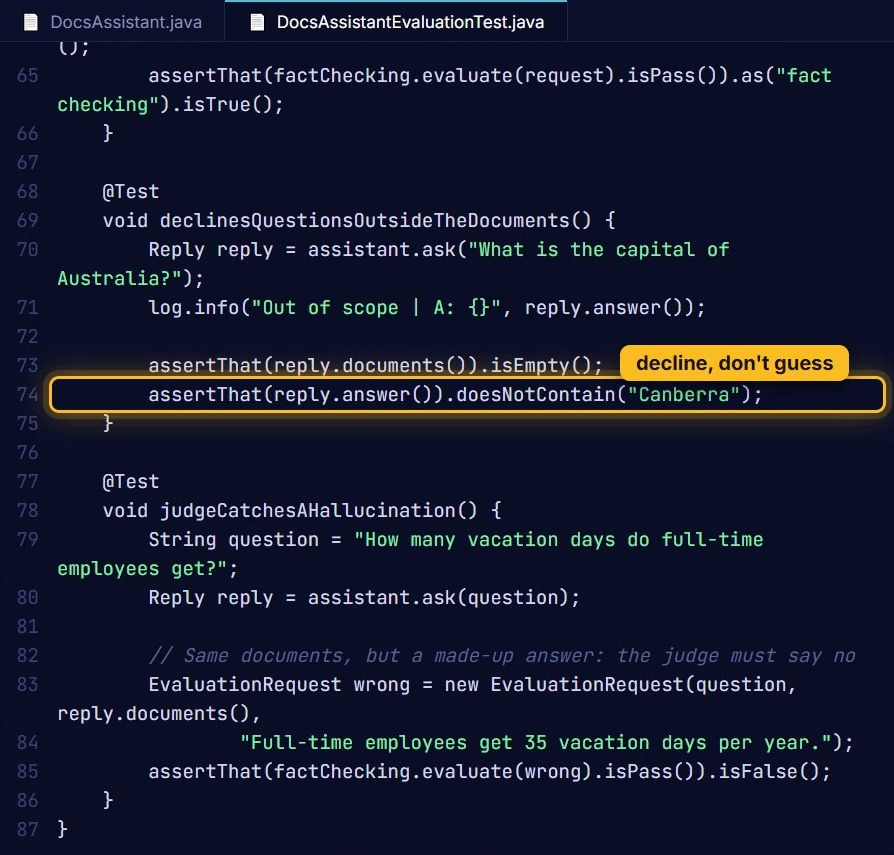 DocsAssistant.java
DocsAssistantEvaluationTest.java
();
65 assertThat(factChecking.evaluate(request).isPass()).as("fact
checking").isTrue();
66 }
67
68 @Test
69 void declinesQuestionsOutsideTheDocuments() {
70 Reply reply = assistant.ask("What is the capital of
Australia?");
71 log.info("Out of scope | A: {}", reply.answer());
72
73 assertThat(reply.documents()).isEmpty();
decline, don't guess
74 assertThat(reply.answer()).doesNotContain("Canberra");
75 }
76
77 @Test
78 void judgeCatchesAHallucination() {
79 String question = "How many vacation days do full-time
employees get?";
80 Reply reply = assistant.ask(question);
81
82 // Same documents, but a made-up answer: the judge must say no
83 EvaluationRequest wrong = new EvaluationRequest(question,
reply.documents(),
84 "Full-time employees get 35 vacation days per year.");
85 assertThat(factChecking.evaluate(wrong).isPass()).isFalse();
86 }
87 }